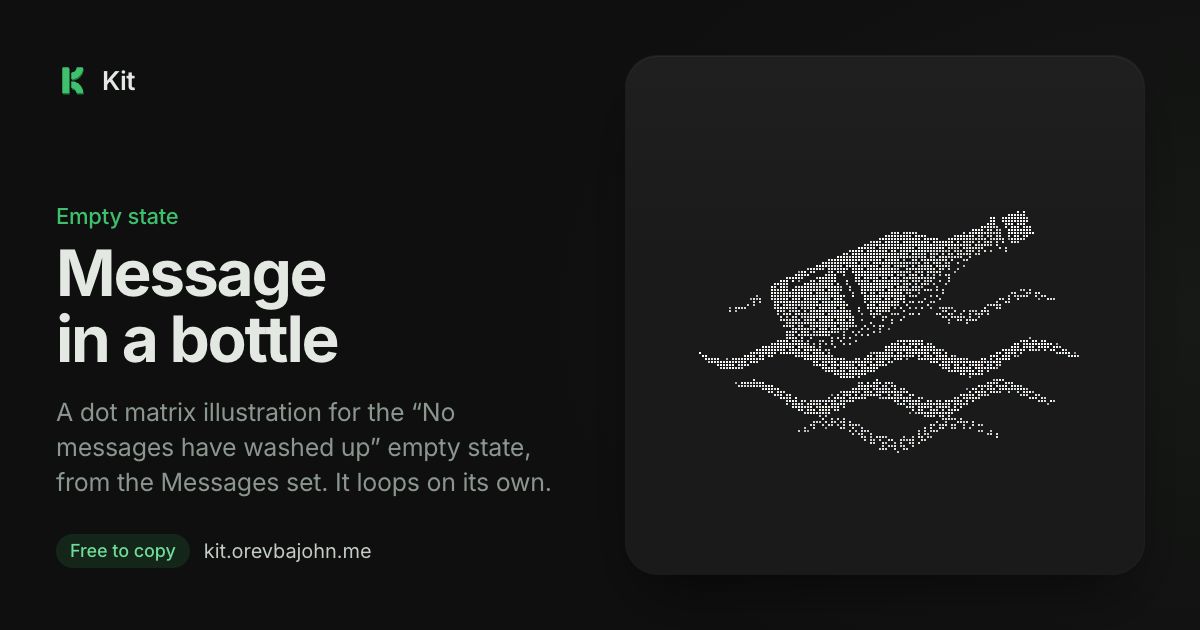 Kit
Empty state
Message
in a bottle
A dot matrix illustration for the “No
messages have washed up” empty state,
from the Messages set. It loops on its own.
Free to copy
kit.orevbajohn.me